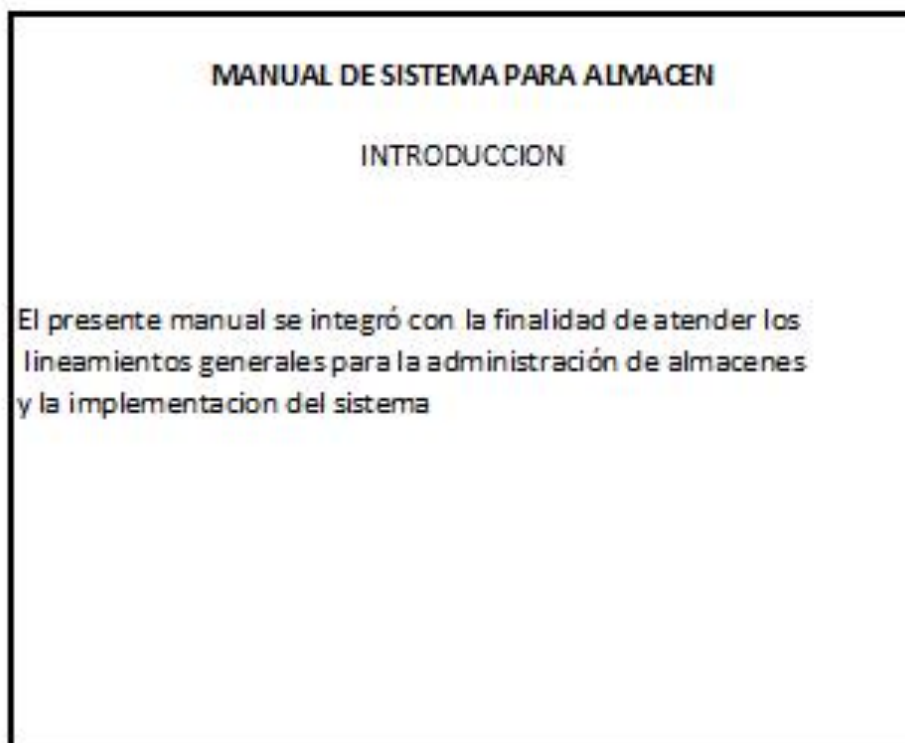 MANUAL DE SISTEMA PARA ALMACEN
INTRODUCCION
El presente manual se integró con la finalidad de atender los
lineamientos generales para la administración de almacenes
y la implementacion del sistema